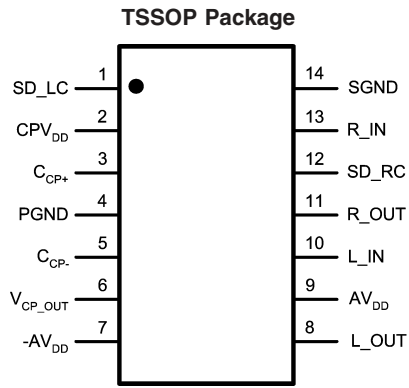 TSSOP Package
SD_LC 1 14 SGND
CPVDD 2 13 R_IN
CCP+ 3 12 SD_RC
PGND 4 11 R_OUT
CCP- 5 10 L_IN
VCP_OUT 6 9 AVDD
-AVDD 7 8 L_OUT